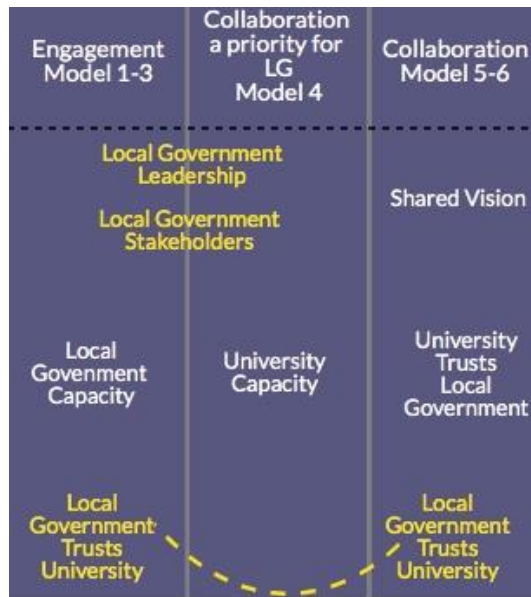 Engagement
Model 1-3
Collaboration
a priority for
LG
Model 4
Collaboration
Model 5-6
Local Government
Leadership
Local Government
Stakeholders
Shared Vision
Local
Govenment
Capacity
University
Capacity
University
Trusts
Local
Government
Local
Government
Trusts
University
Local
Government
Trusts
University